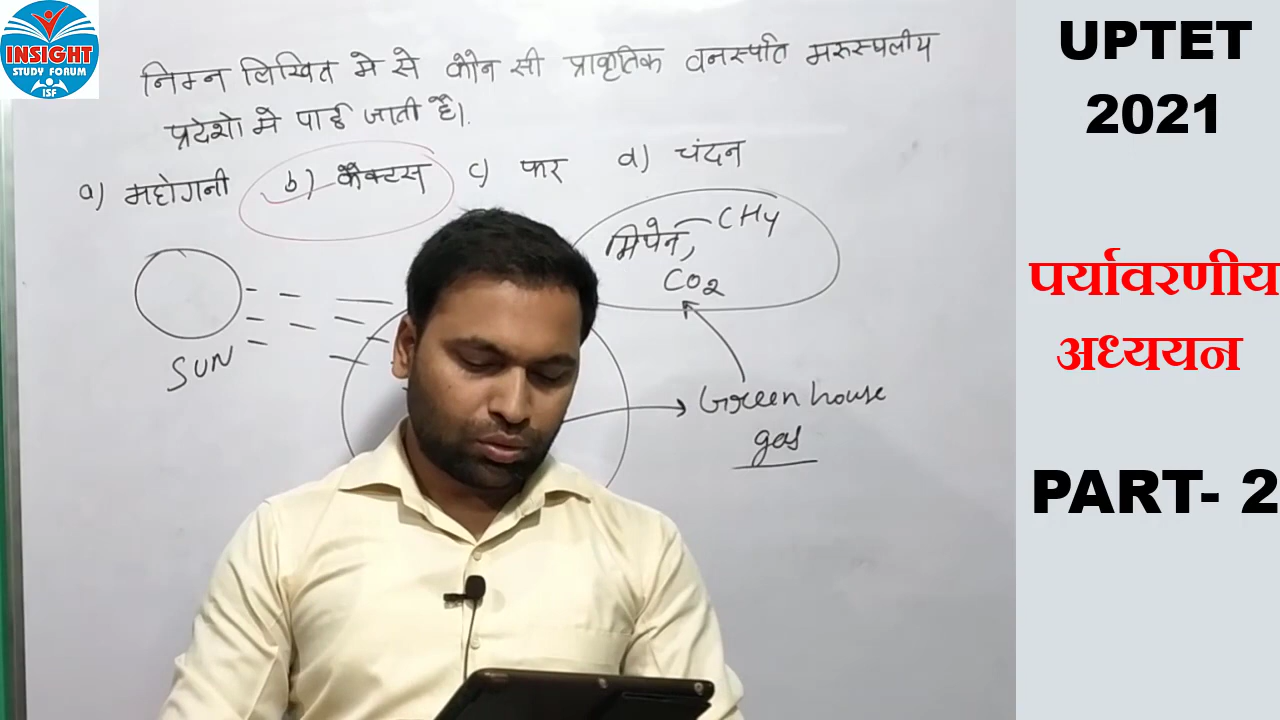 INSIGHT
STUDY FORUM
ISF
निम्न लिखित मे से कौन सी प्राकृतिक वनस्पति मरुस्थलीय
प्रदेशो मे पाई जाती है।
a) महोगनी b) कैक्टस c) फर d) चंदन
मिथेन, CH4
CO2
SUN
Green house
gas
UPTET
2021
पर्यावरणीय
अध्ययन
PART- 2